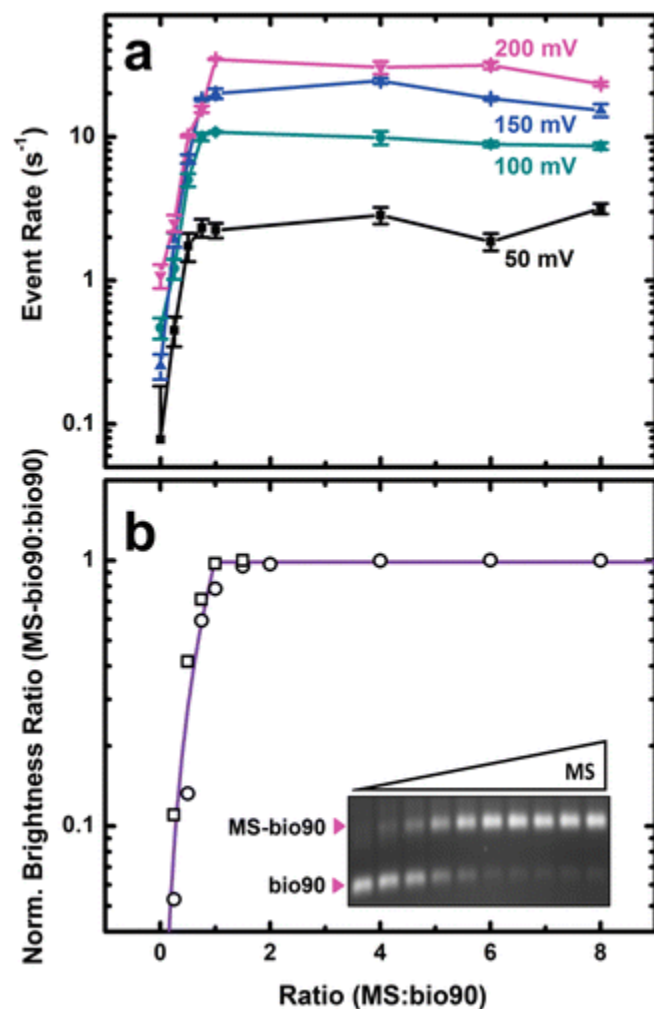 a
200 mV
150 mV
100 mV
50 mV
10
1
0.1
Event Rate (s⁻¹)
b
1
0.1
Norm. Brightness Ratio (MS-bio90:bio90)
MS
MS-bio90
bio90
0 2 4 6 8
Ratio (MS:bio90)